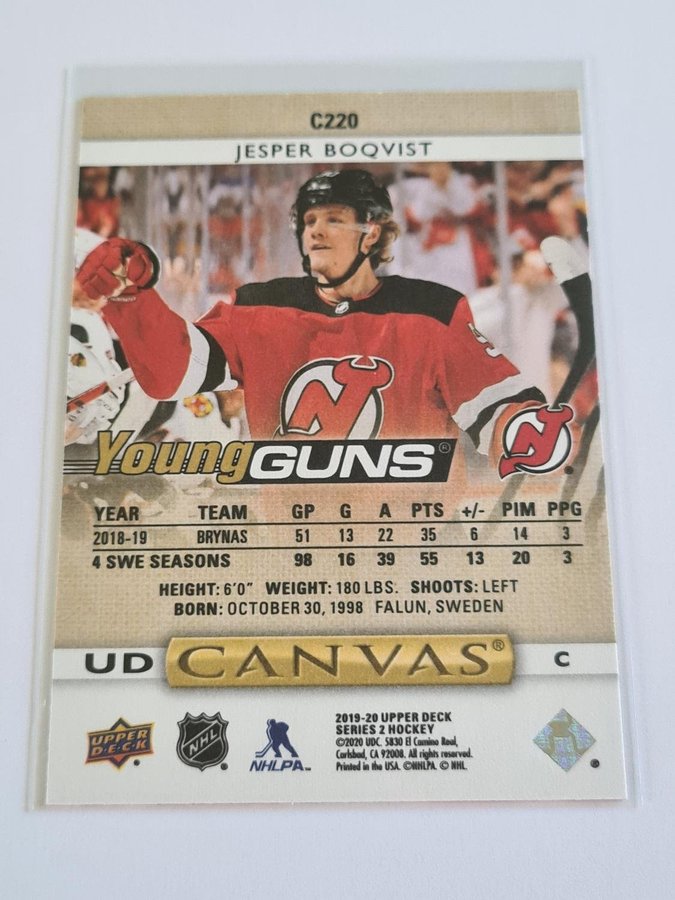 C220
JESPER BOQVIST
Young GUNS®
YEAR TEAM GP G A PTS +/- PIM PPG
2018-19 BRYNAS 51 13 22 35 6 14 3
4 SWE SEASONS 98 16 39 55 13 20 3
HEIGHT: 6'0" WEIGHT: 180 LBS. SHOOTS: LEFT
BORN: OCTOBER 30, 1998 FALUN, SWEDEN
UD CANVAS® C
UPPER DECK
NHL
NHLPA
2019-20 UPPER DECK
SERIES 2 HOCKEY
©2020 UDC. 5830 El Camino Real,
Carlsbad, CA 92008. All rights reserved.
Printed in the USA. ©NHLPA. © NHL.